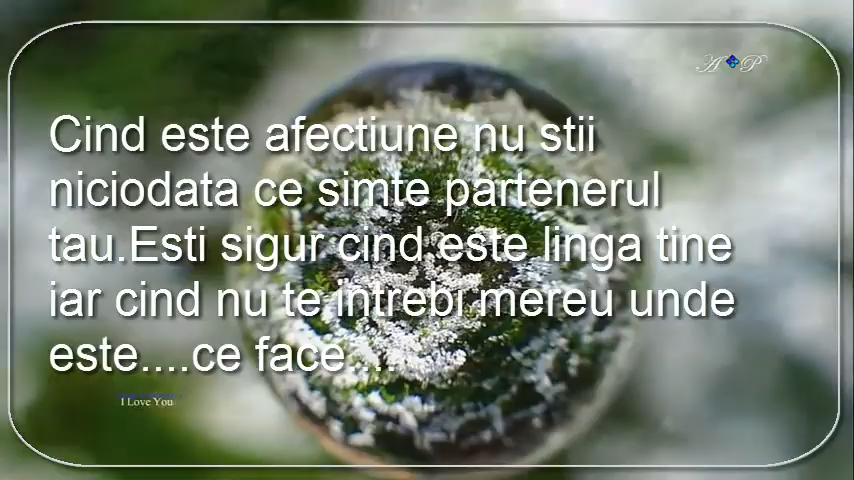 A P
Cind este afectiune nu stii
niciodata ce simte partenerul
tau.Esti sigur cind este linga tine
iar cind nu te intrebi mereu unde
este....ce face....
I Love You